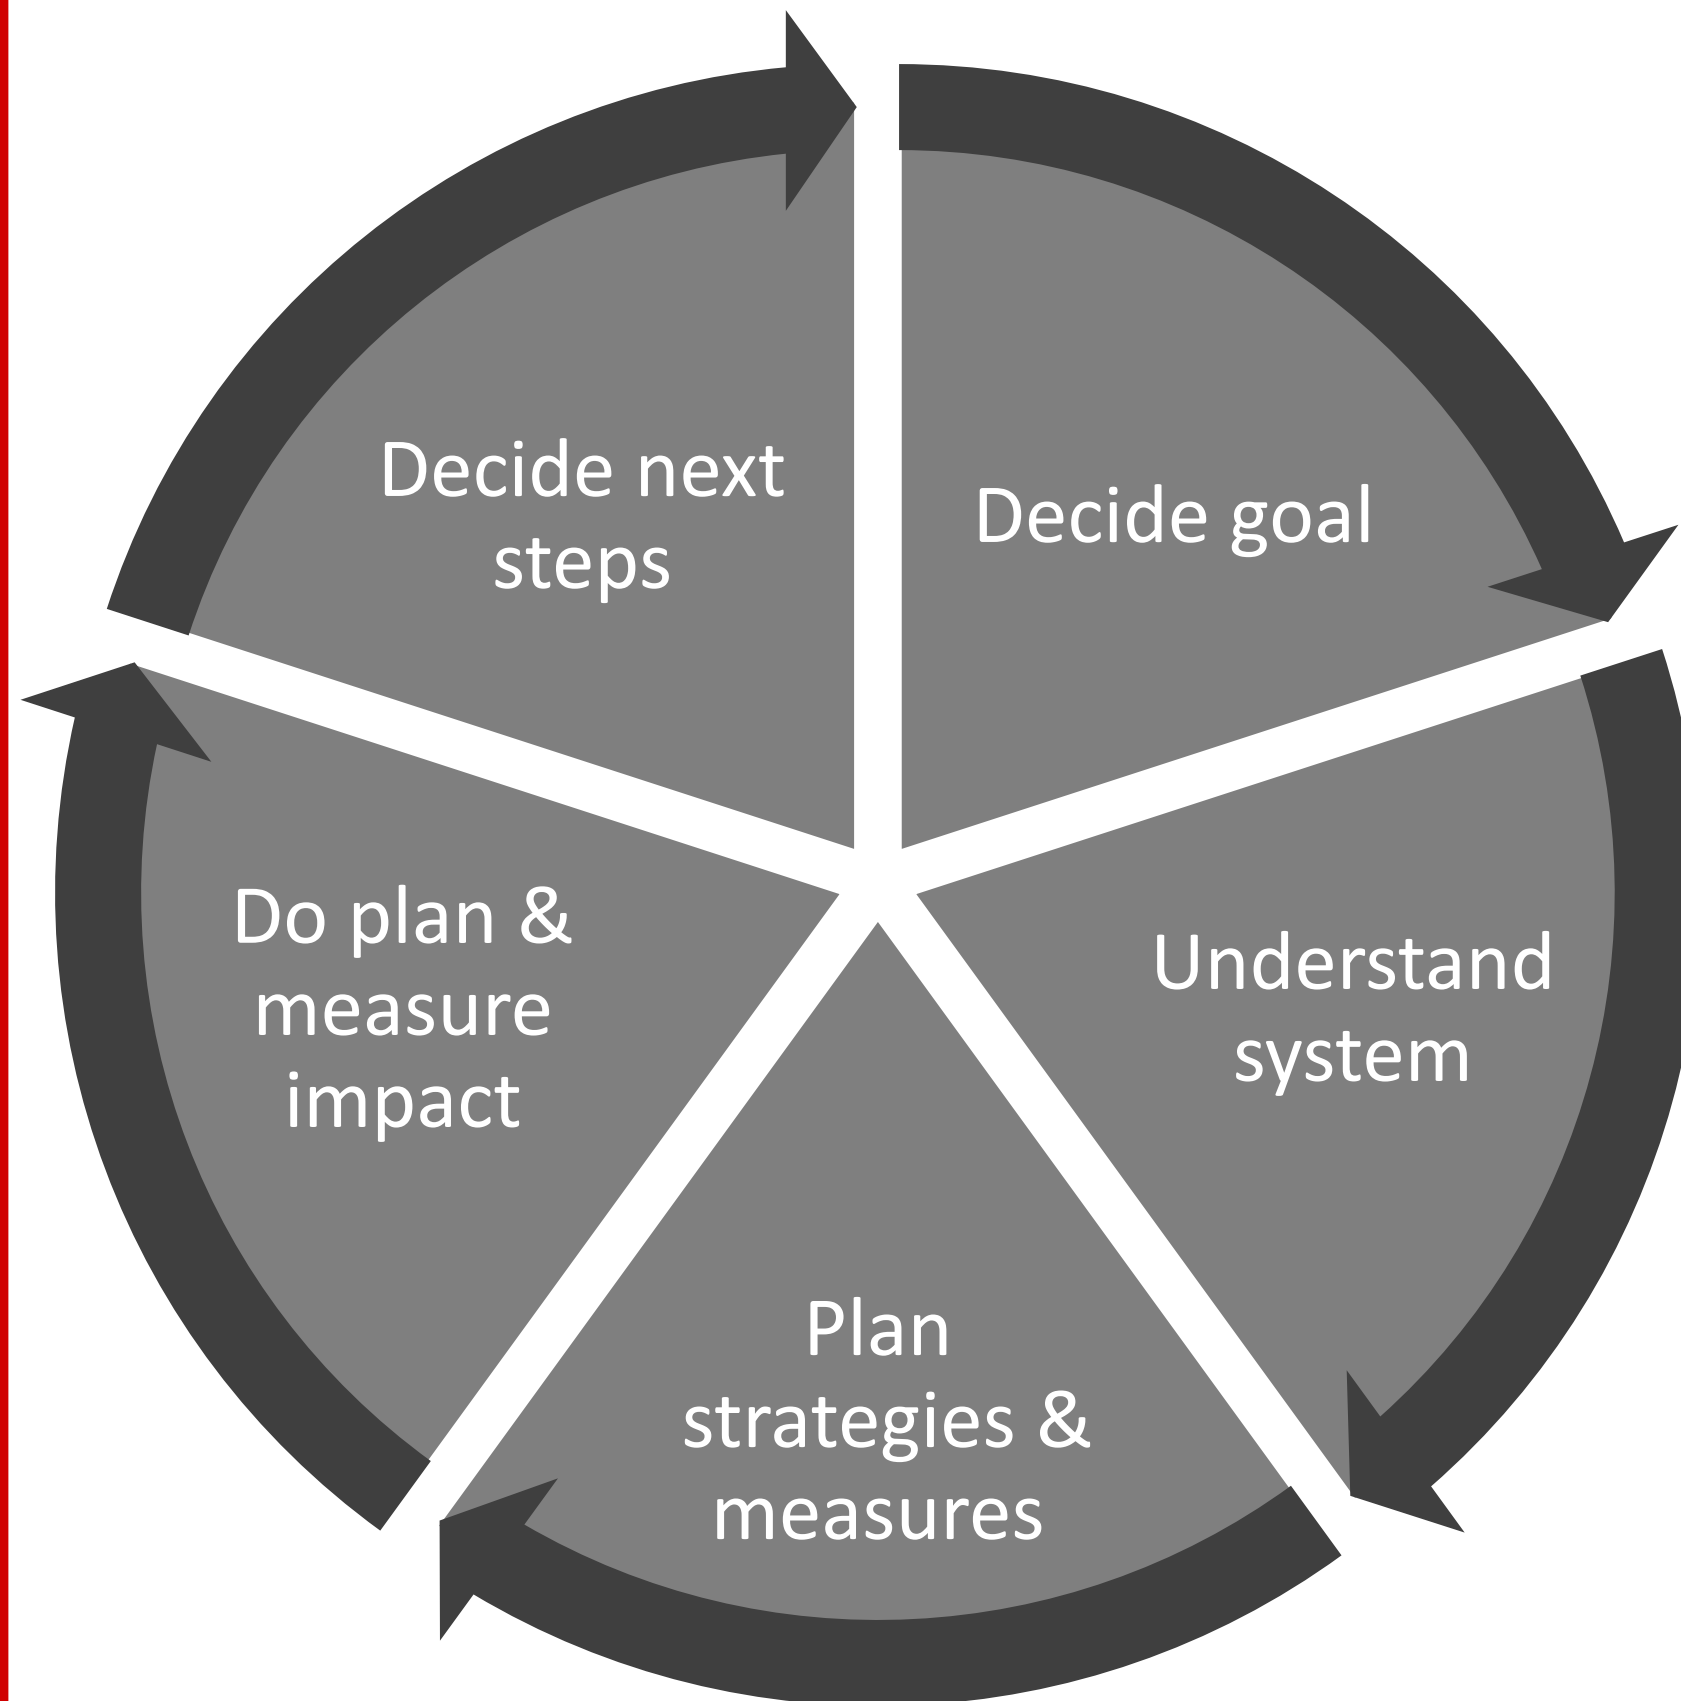 Decide goal
Understand
system
Plan
strategies &
measures
Do plan &
measure
impact
Decide next
steps